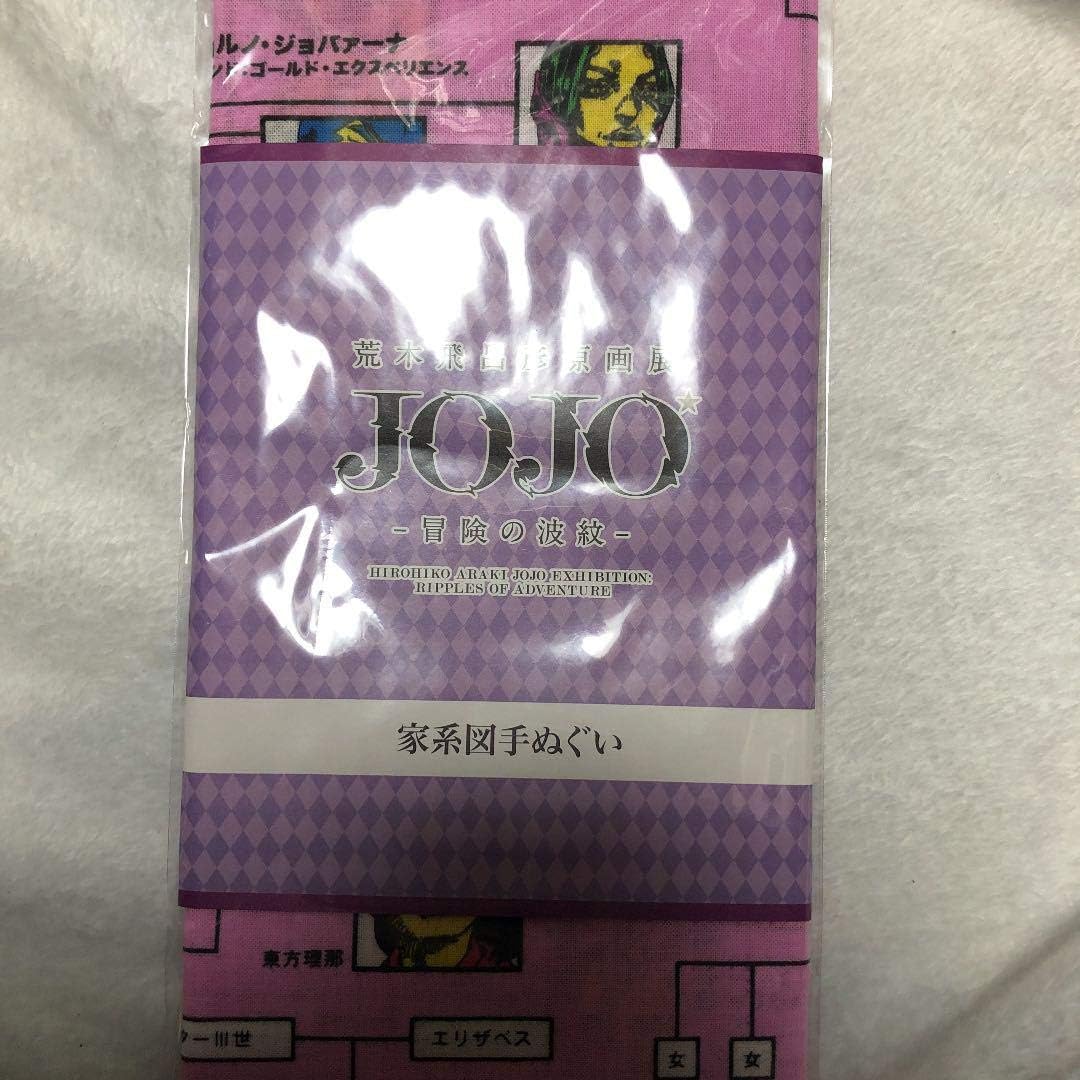 ルノ・ジョバァーナ
ンド:ゴールド・エクスペリエンス
荒木飛呂彦原画展
JOJO
-冒険の波紋-
HIROHIKO ARAKI JOJO EXHIBITION:
RIPPLES OF ADVENTURE
家系図手ぬぐい
東方理那
ター III世
エリザベス
女
女